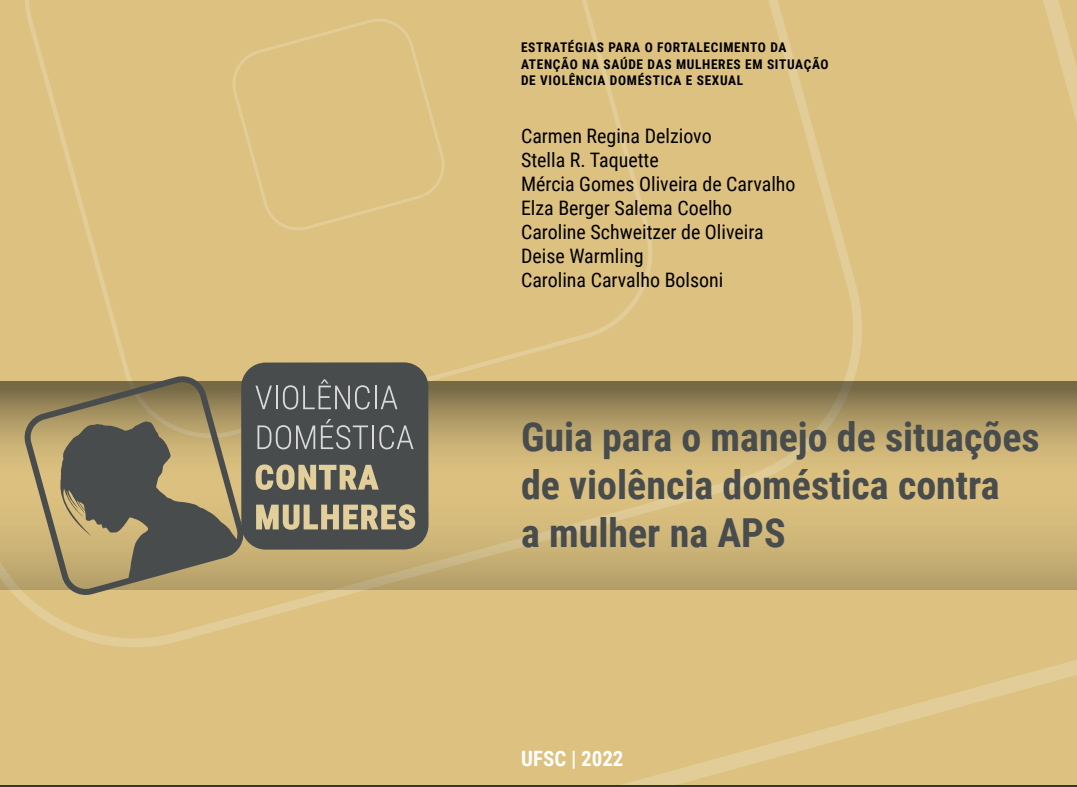 ESTRATÉGIAS PARA O FORTALECIMENTO DA
ATENÇÃO NA SAÚDE DAS MULHERES EM SITUAÇÃO
DE VIOLÊNCIA DOMÉSTICA E SEXUAL
Carmen Regina Delziovo
Stella R. Taquette
Mércia Gomes Oliveira de Carvalho
Elza Berger Salema Coelho
Caroline Schweitzer de Oliveira
Deise Warmling
Carolina Carvalho Bolsoni
VIOLÊNCIA
DOMÉSTICA
CONTRA
MULHERES
Guia para o manejo de situações
de violência doméstica contra
a mulher na APS
UFSC | 2022